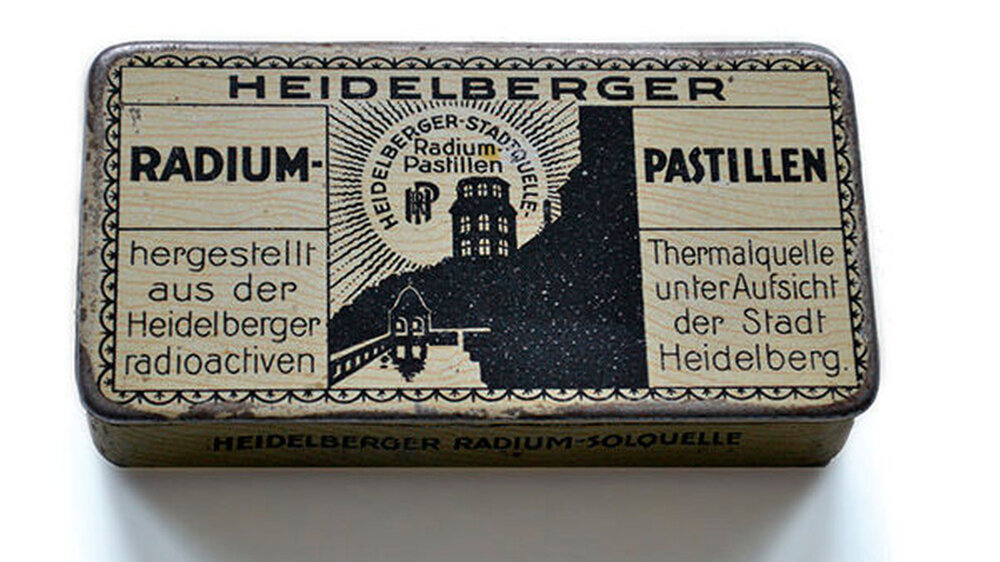 HEIDELBERGER
RADIUM-
PASTILLEN
HEIDELBERGER-STADTQUELLE-
Radium-
Pastillen
hergestellt
aus der
Heidelberger
radioactiven
Thermalquelle
unter Aufsicht
der Stadt
Heidelberg.
HEIDELBERGER RADIUM-SOLQUELLE